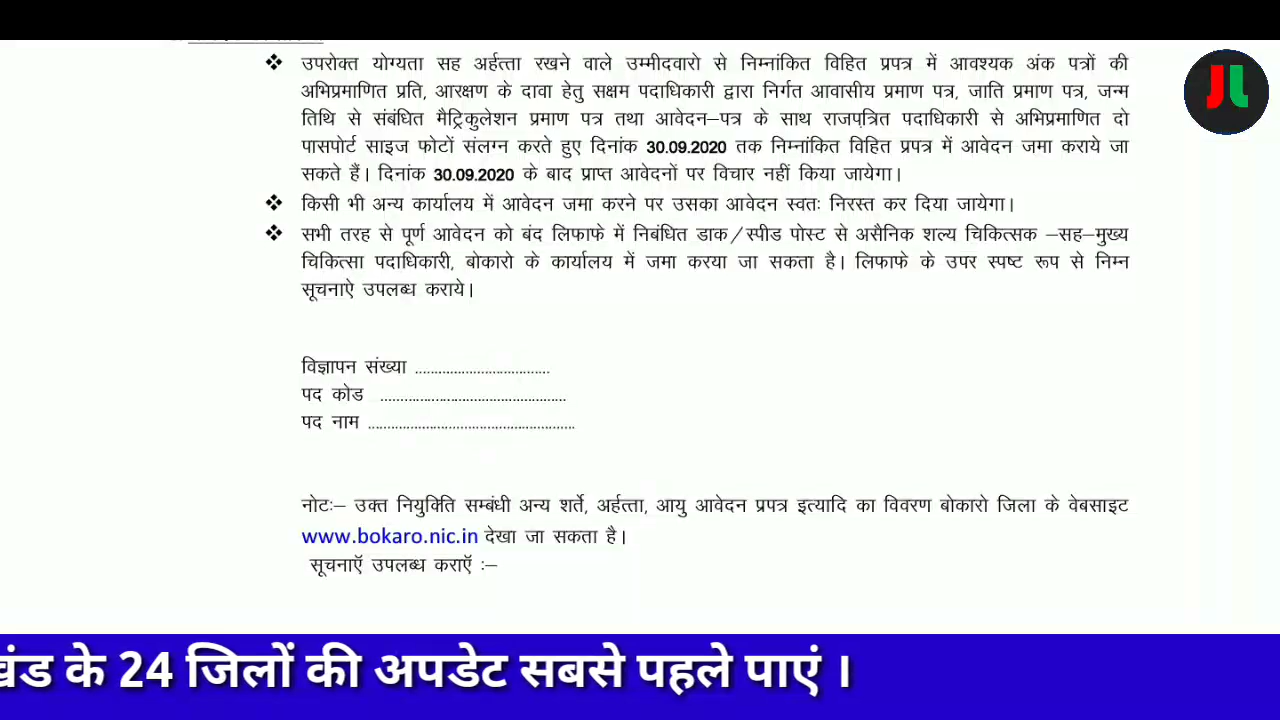 ❖ उपरोक्त योग्यता सह अर्हत्ता रखने वाले उम्मीदवारो से निम्नांकित विहित प्रपत्र में आवश्यक अंक पत्रों की
अभिप्रमाणित प्रति, आरक्षण के दावा हेतु सक्षम पदाधिकारी द्वारा निर्गत आवासीय प्रमाण पत्र, जाति प्रमाण पत्र, जन्म
तिथि से संबंधित मैट्रिकुलेशन प्रमाण पत्र तथा आवेदन–पत्र के साथ राजपत्रित पदाधिकारी से अभिप्रमाणित दो
पासपोर्ट साइज फोटों संलग्न करते हुए दिनांक 30.09.2020 तक निम्नांकित विहित प्रपत्र में आवेदन जमा कराये जा
सकते हैं। दिनांक 30.09.2020 के बाद प्राप्त आवेदनों पर विचार नहीं किया जायेगा।
❖ किसी भी अन्य कार्यालय में आवेदन जमा करने पर उसका आवेदन स्वतः निरस्त कर दिया जायेगा।
❖ सभी तरह से पूर्ण आवेदन को बंद लिफाफे में निबंधित डाक/स्पीड पोस्ट से असैनिक शल्य चिकित्सक –सह–मुख्य
चिकित्सा पदाधिकारी, बोकारो के कार्यालय में जमा करया जा सकता है। लिफाफे के उपर स्पष्ट रूप से निम्न
सूचनाऐ उपलब्ध कराये।
विज्ञापन संख्या ..................................
पद कोड ...............................................
पद नाम .....................................................
नोटः– उक्त नियुक्ति सम्बंधी अन्य शर्ते, अर्हत्ता, आयु आवेदन प्रपत्र इत्यादि का विवरण बोकारो जिला के वेबसाइट
www.bokaro.nic.in देखा जा सकता है।
सूचनाऍ उपलब्ध कराऍ :–
खंड के 24 जिलों की अपडेट सबसे पहले पाएं ।